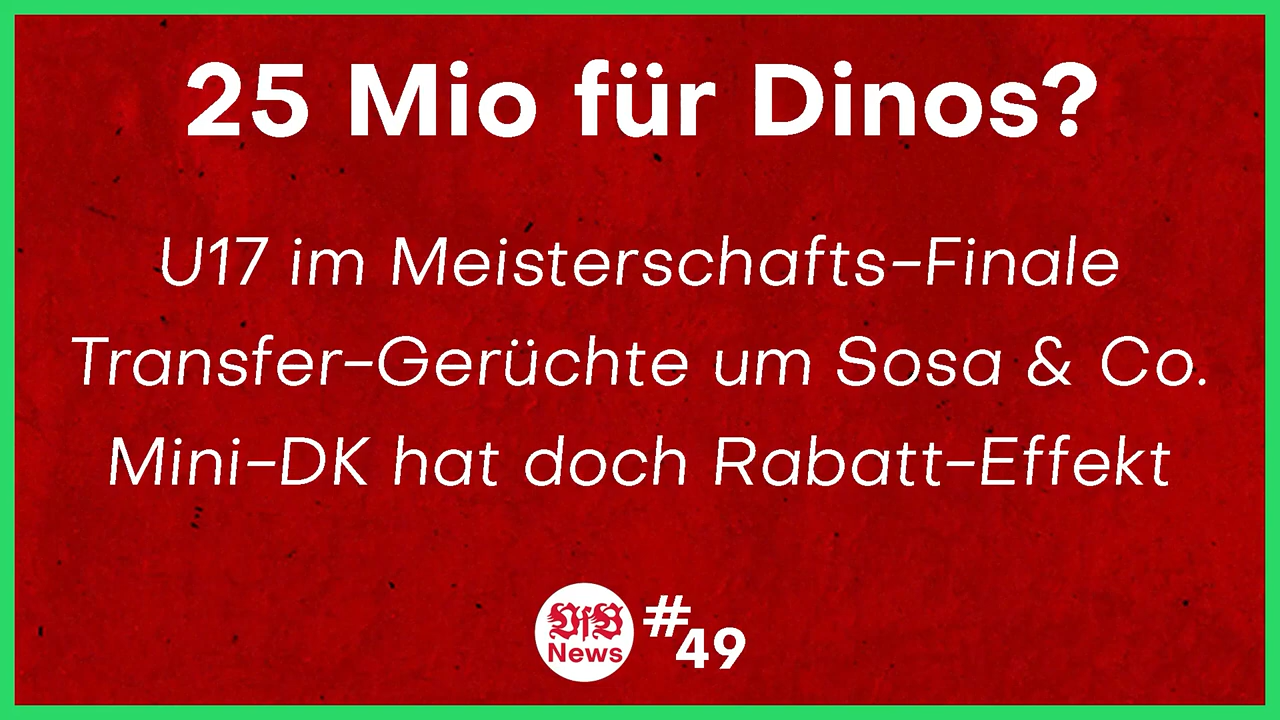 25 Mio für Dinos?
U17 im Meisterschafts-Finale
Transfer-Gerüchte um Sosa & Co.
Mini-DK hat doch Rabatt-Effekt
VfB
News
#49